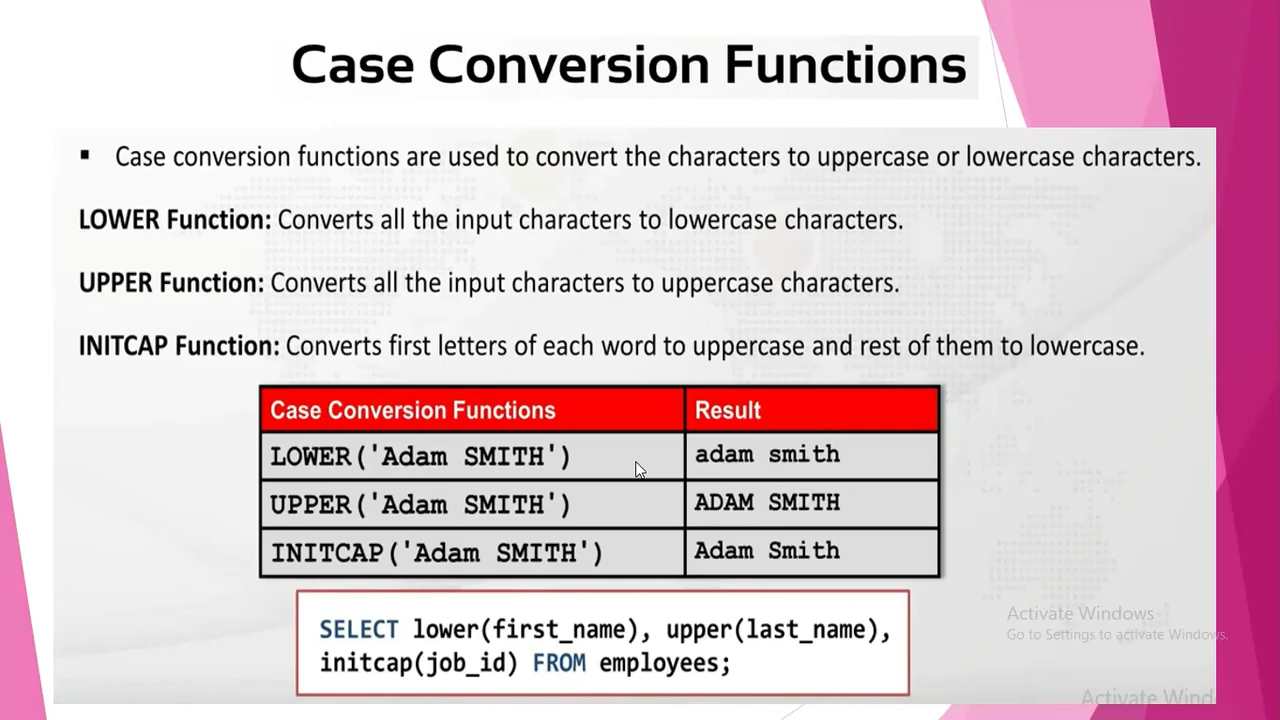 Case Conversion Functions
▪ Case conversion functions are used to convert the characters to uppercase or lowercase characters.
LOWER Function: Converts all the input characters to lowercase characters.
UPPER Function: Converts all the input characters to uppercase characters.
INITCAP Function: Converts first letters of each word to uppercase and rest of them to lowercase.
Case Conversion Functions Result
LOWER('Adam SMITH') adam smith
UPPER('Adam SMITH') ADAM SMITH
INITCAP('Adam SMITH') Adam Smith
SELECT lower(first_name), upper(last_name),
initcap(job_id) FROM employees;
Activate Windows
Go to Settings to activate Windows.
Activate Wind